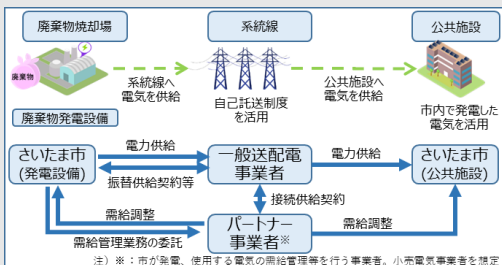 廃棄物焼却場
系統線
公共施設
廃棄物
系統線へ
電気を供給
公共施設へ
電気を供給
自己託送制度
を活用
市内で発電した
電気を活用
廃棄物発電設備
さいたま市
(発電設備)
電力供給
振替供給契約等
一般送配電
事業者
電力供給
さいたま市
(公共施設)
接続供給契約
需給調整
需給管理業務の委託
パートナー
事業者※
需給調整
注）※：市が発電、使用する電気の需給管理等を行う事業者。小売電気事業者を想定